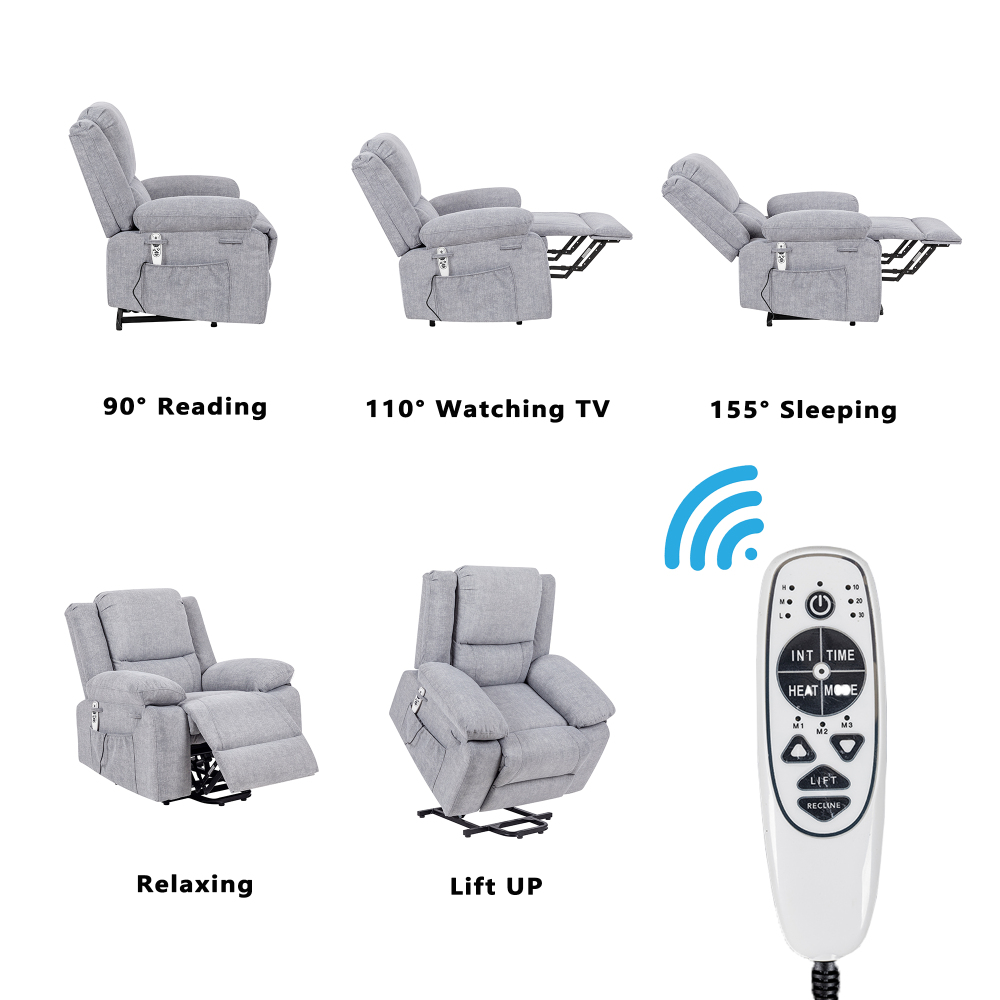 90° Reading
110° Watching TV
155° Sleeping
H 10
M 20
L 30
INT TIME
HEAT MODE
M1 M2 M3
LIFT
RECLINE
Relaxing
Lift UP